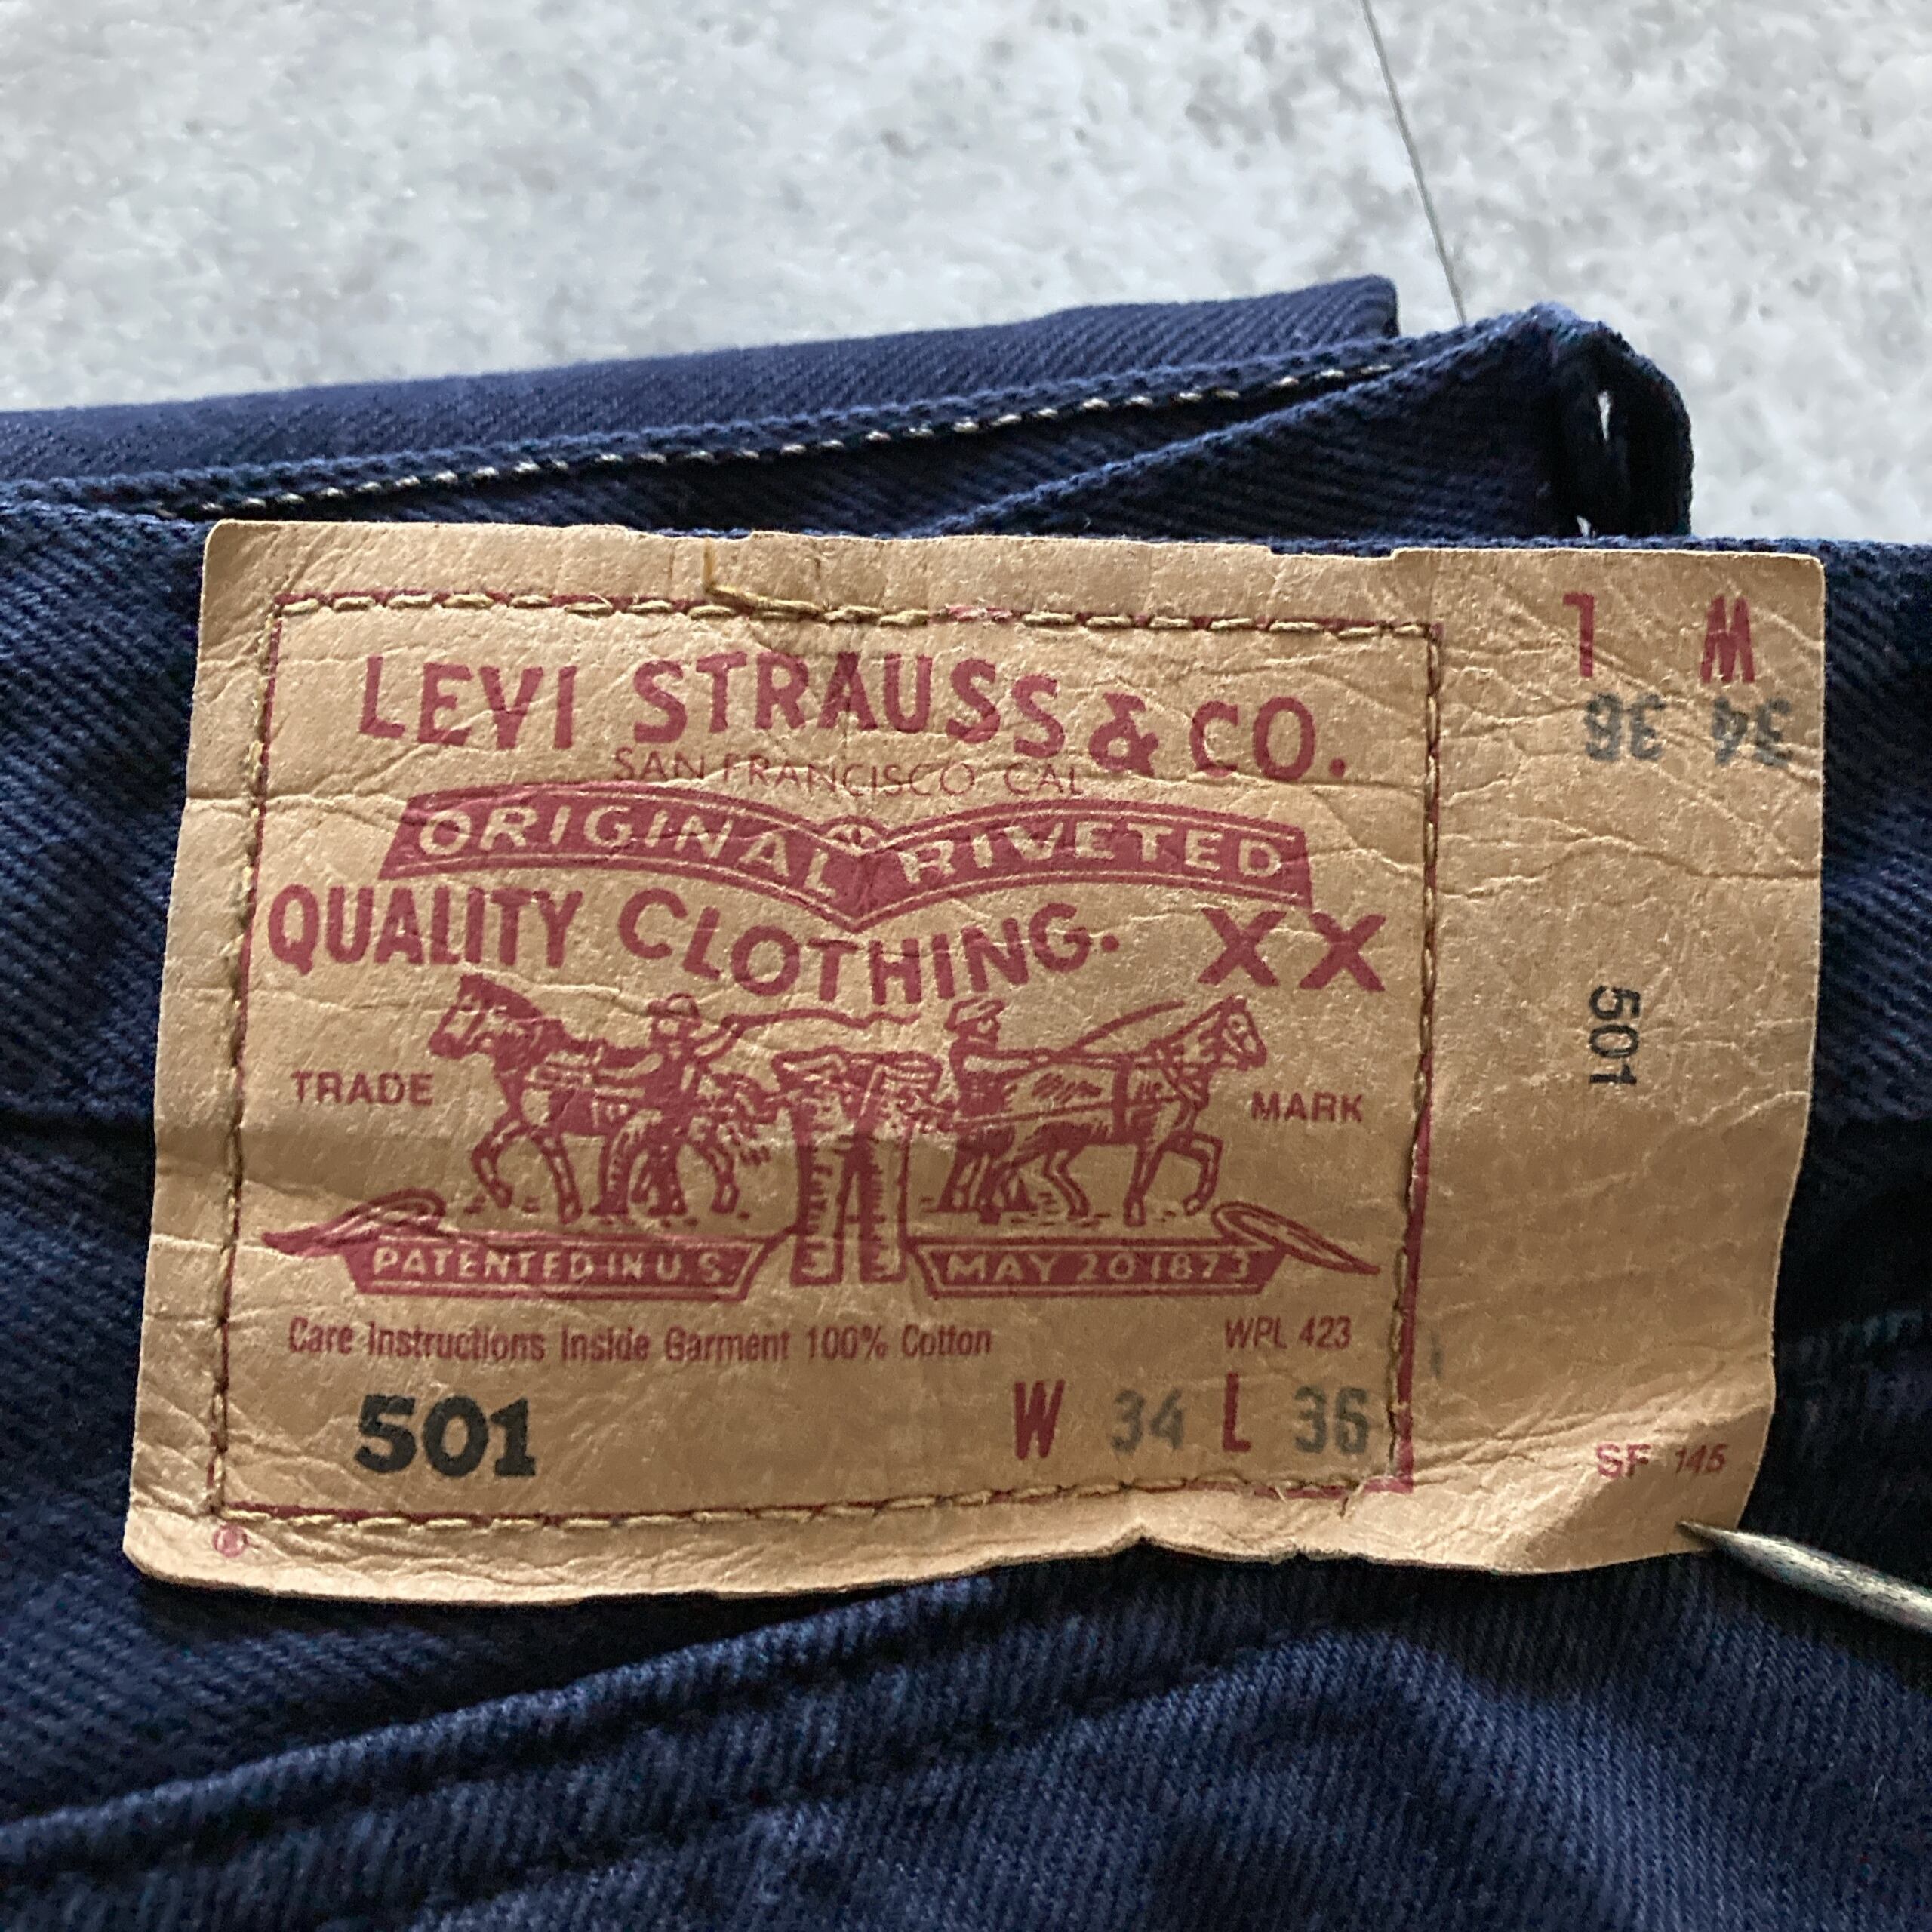 LEVI STRAUSS & CO.
SAN FRANCISCO CAL
ORIGINAL RIVETED
QUALITY CLOTHING. XX
TRADE MARK
PATENTED IN U.S. MAY 20 1873
Care Instructions Inside Garment 100% Cotton WPL 423
501 W 34 L 36
®
W 34
L 36
501
SF 145